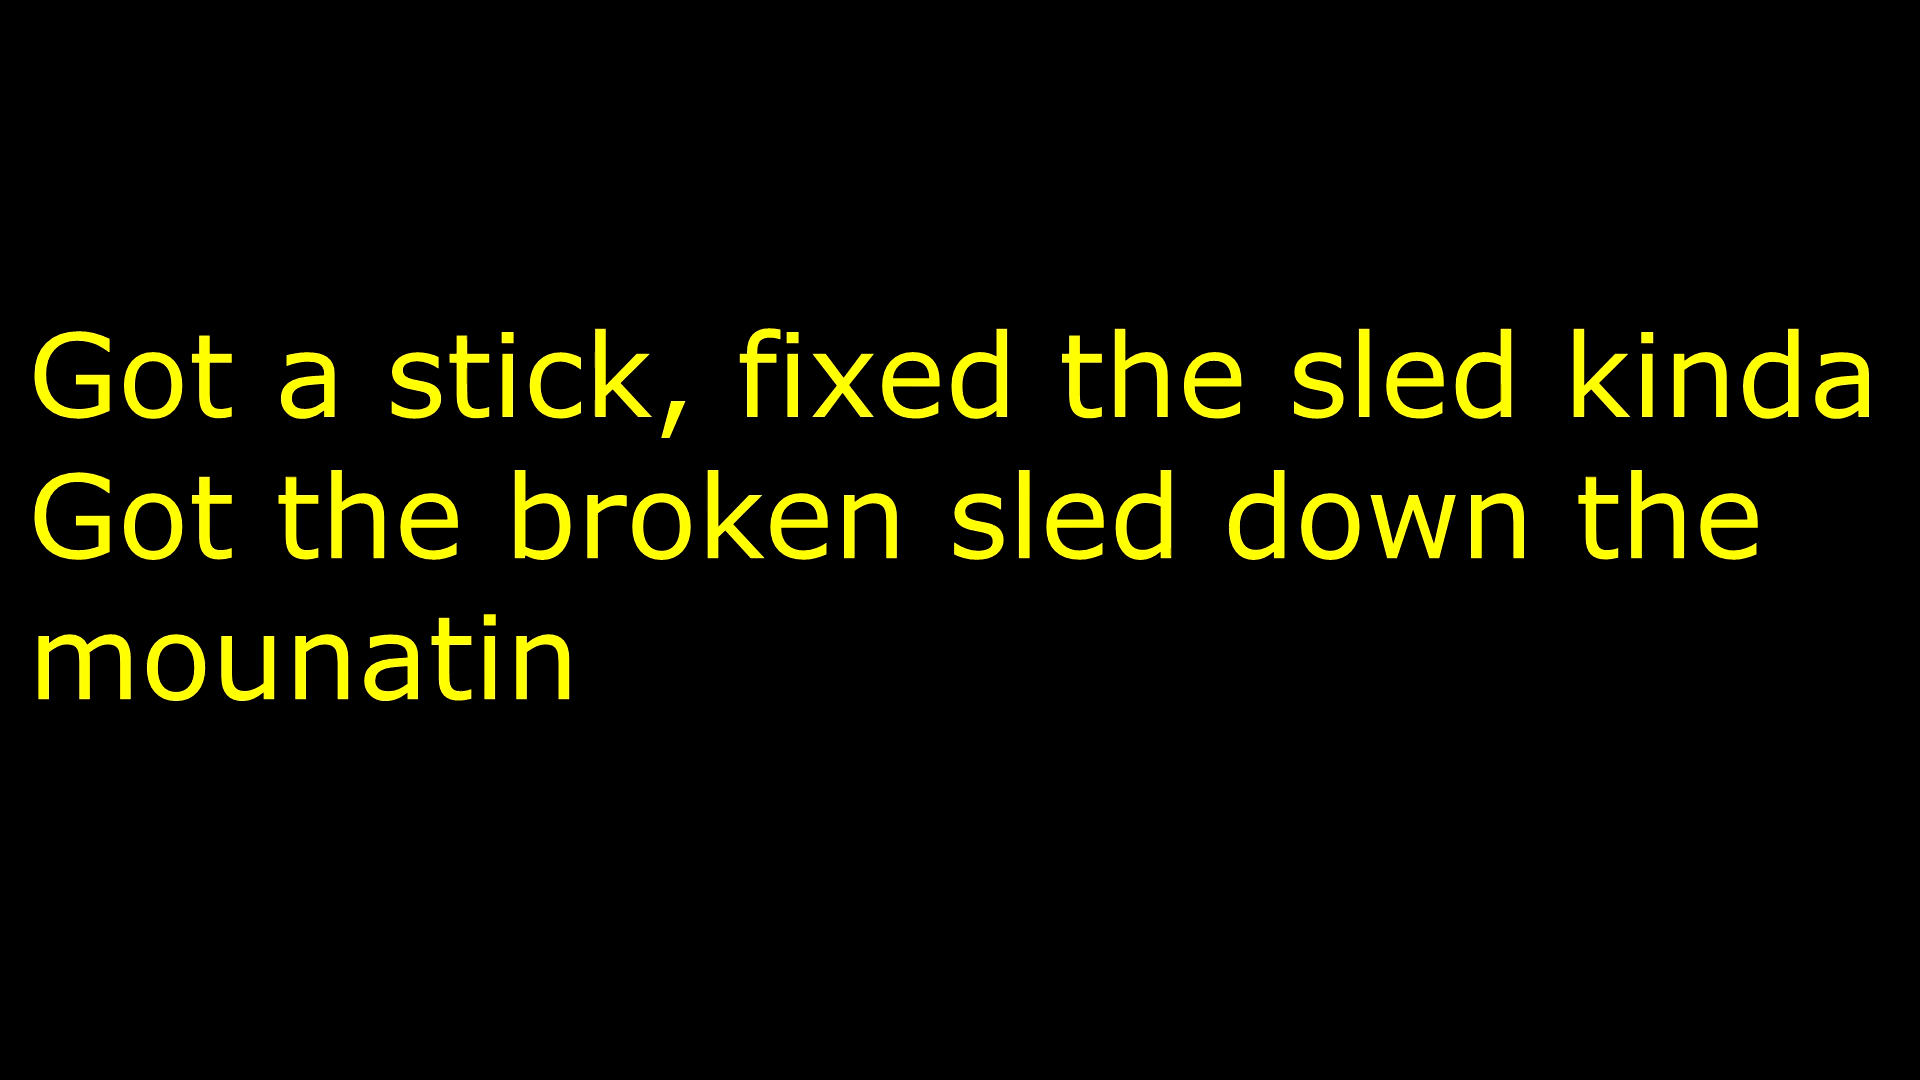 Got a stick, fixed the sled kinda
Got the broken sled down the
mounatin